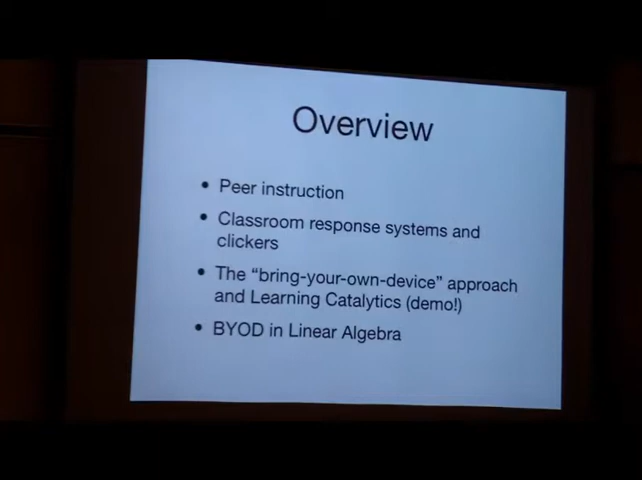 Overview
• Peer instruction
• Classroom response systems and
clickers
• The “bring-your-own-device” approach
and Learning Catalytics (demo!)
• BYOD in Linear Algebra